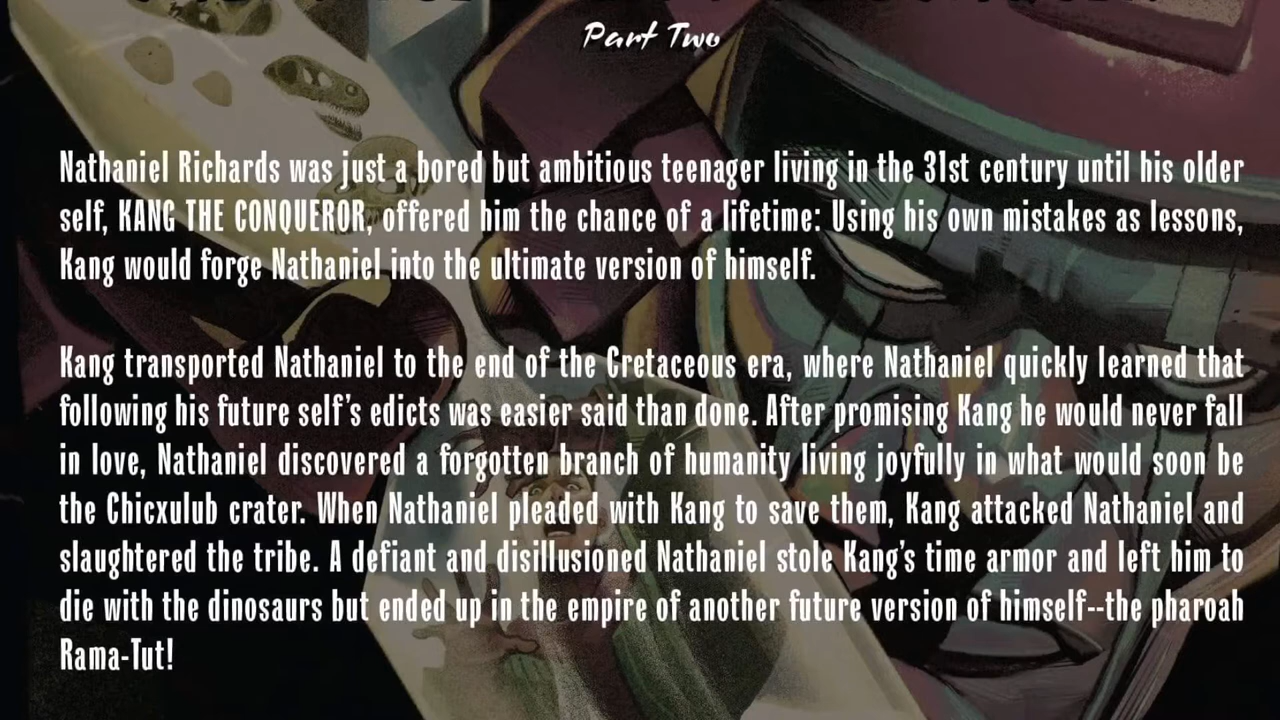 Part Two
Nathaniel Richards was just a bored but ambitious teenager living in the 31st century until his older
self, KANG THE CONQUEROR, offered him the chance of a lifetime: Using his own mistakes as lessons,
Kang would forge Nathaniel into the ultimate version of himself.
Kang transported Nathaniel to the end of the Cretaceous era, where Nathaniel quickly learned that
following his future self's edicts was easier said than done. After promising Kang he would never fall
in love, Nathaniel discovered a forgotten branch of humanity living joyfully in what would soon be
the Chicxulub crater. When Nathaniel pleaded with Kang to save them, Kang attacked Nathaniel and
slaughtered the tribe. A defiant and disillusioned Nathaniel stole Kang's time armor and left him to
die with the dinosaurs but ended up in the empire of another future version of himself--the pharoah
Rama-Tut!